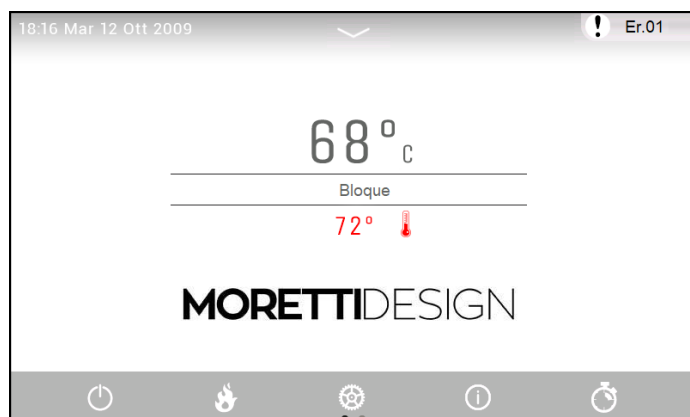 18:16 Mar 12 Ott 2009
Er.01
68°C
Bloque
72°
MORETTIDESIGN